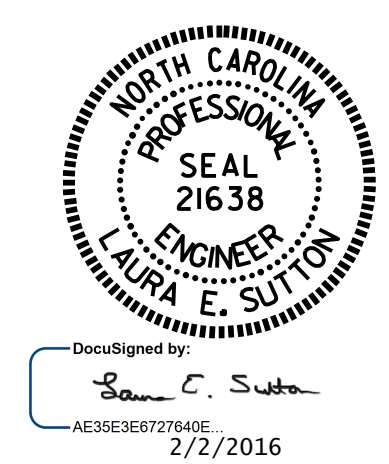 NORTH CAROLINA
PROFESSIONAL
SEAL
21638
ENGINEER
LAURA E. SUTTON
DocuSigned by:
Laura E. Sutton
AE35E3E6727640E...
2/2/2016